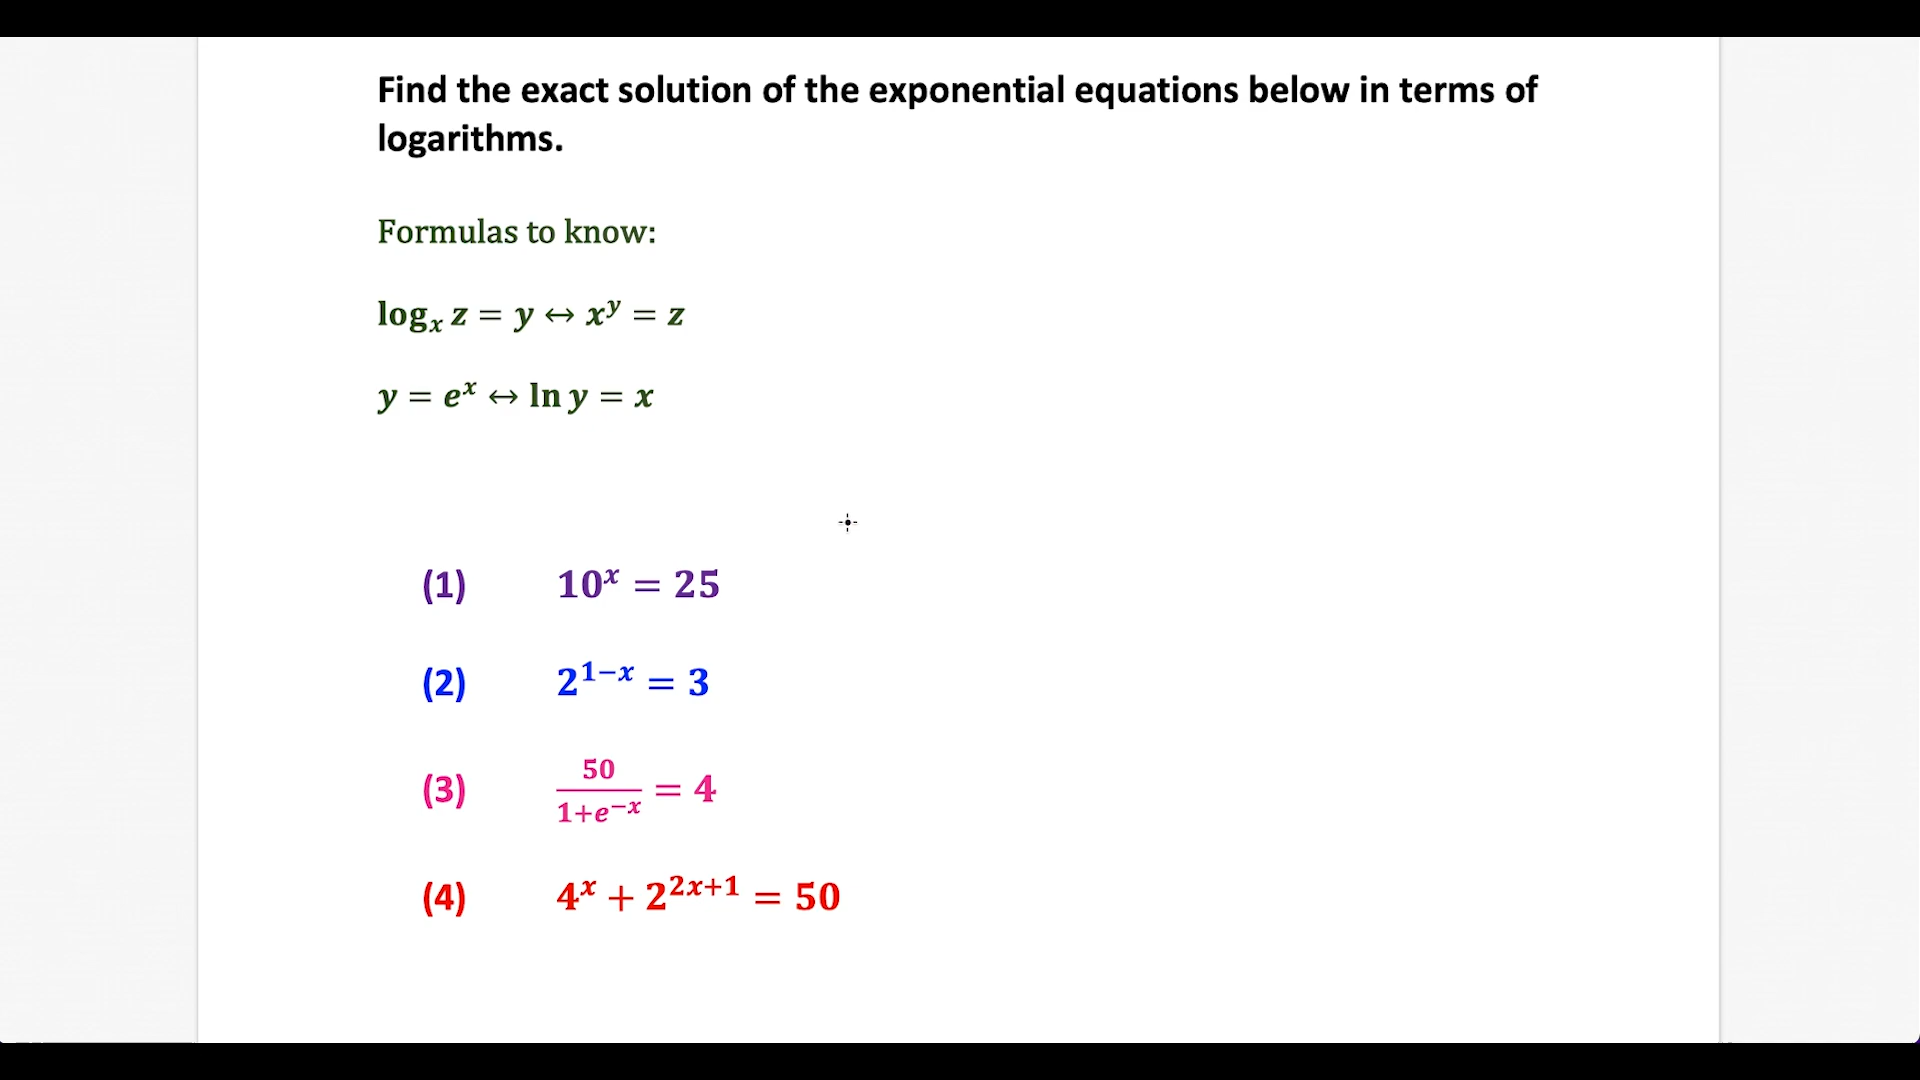 Find the exact solution of the exponential equations below in terms of
logarithms.
Formulas to know:
logₓ z = y ↔ x^y = z
y = e^x ↔ ln y = x
(1) 10^x = 25
(2) 2^(1−x) = 3
(3) 50/(1+e^(−x)) = 4
(4) 4^x + 2^(2x+1) = 50